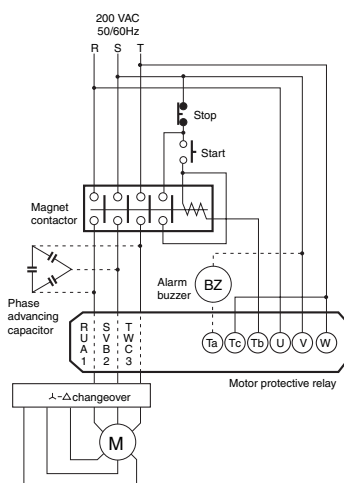 200 VAC
50/60Hz
R S T
Stop
Start
Magnet
contactor
Alarm
buzzer
BZ
Phase
advancing
capacitor
R S T
U V W
A B C
1 2 3
Ta Tc Tb U V W
Motor protective relay
⅄-△changeover
M